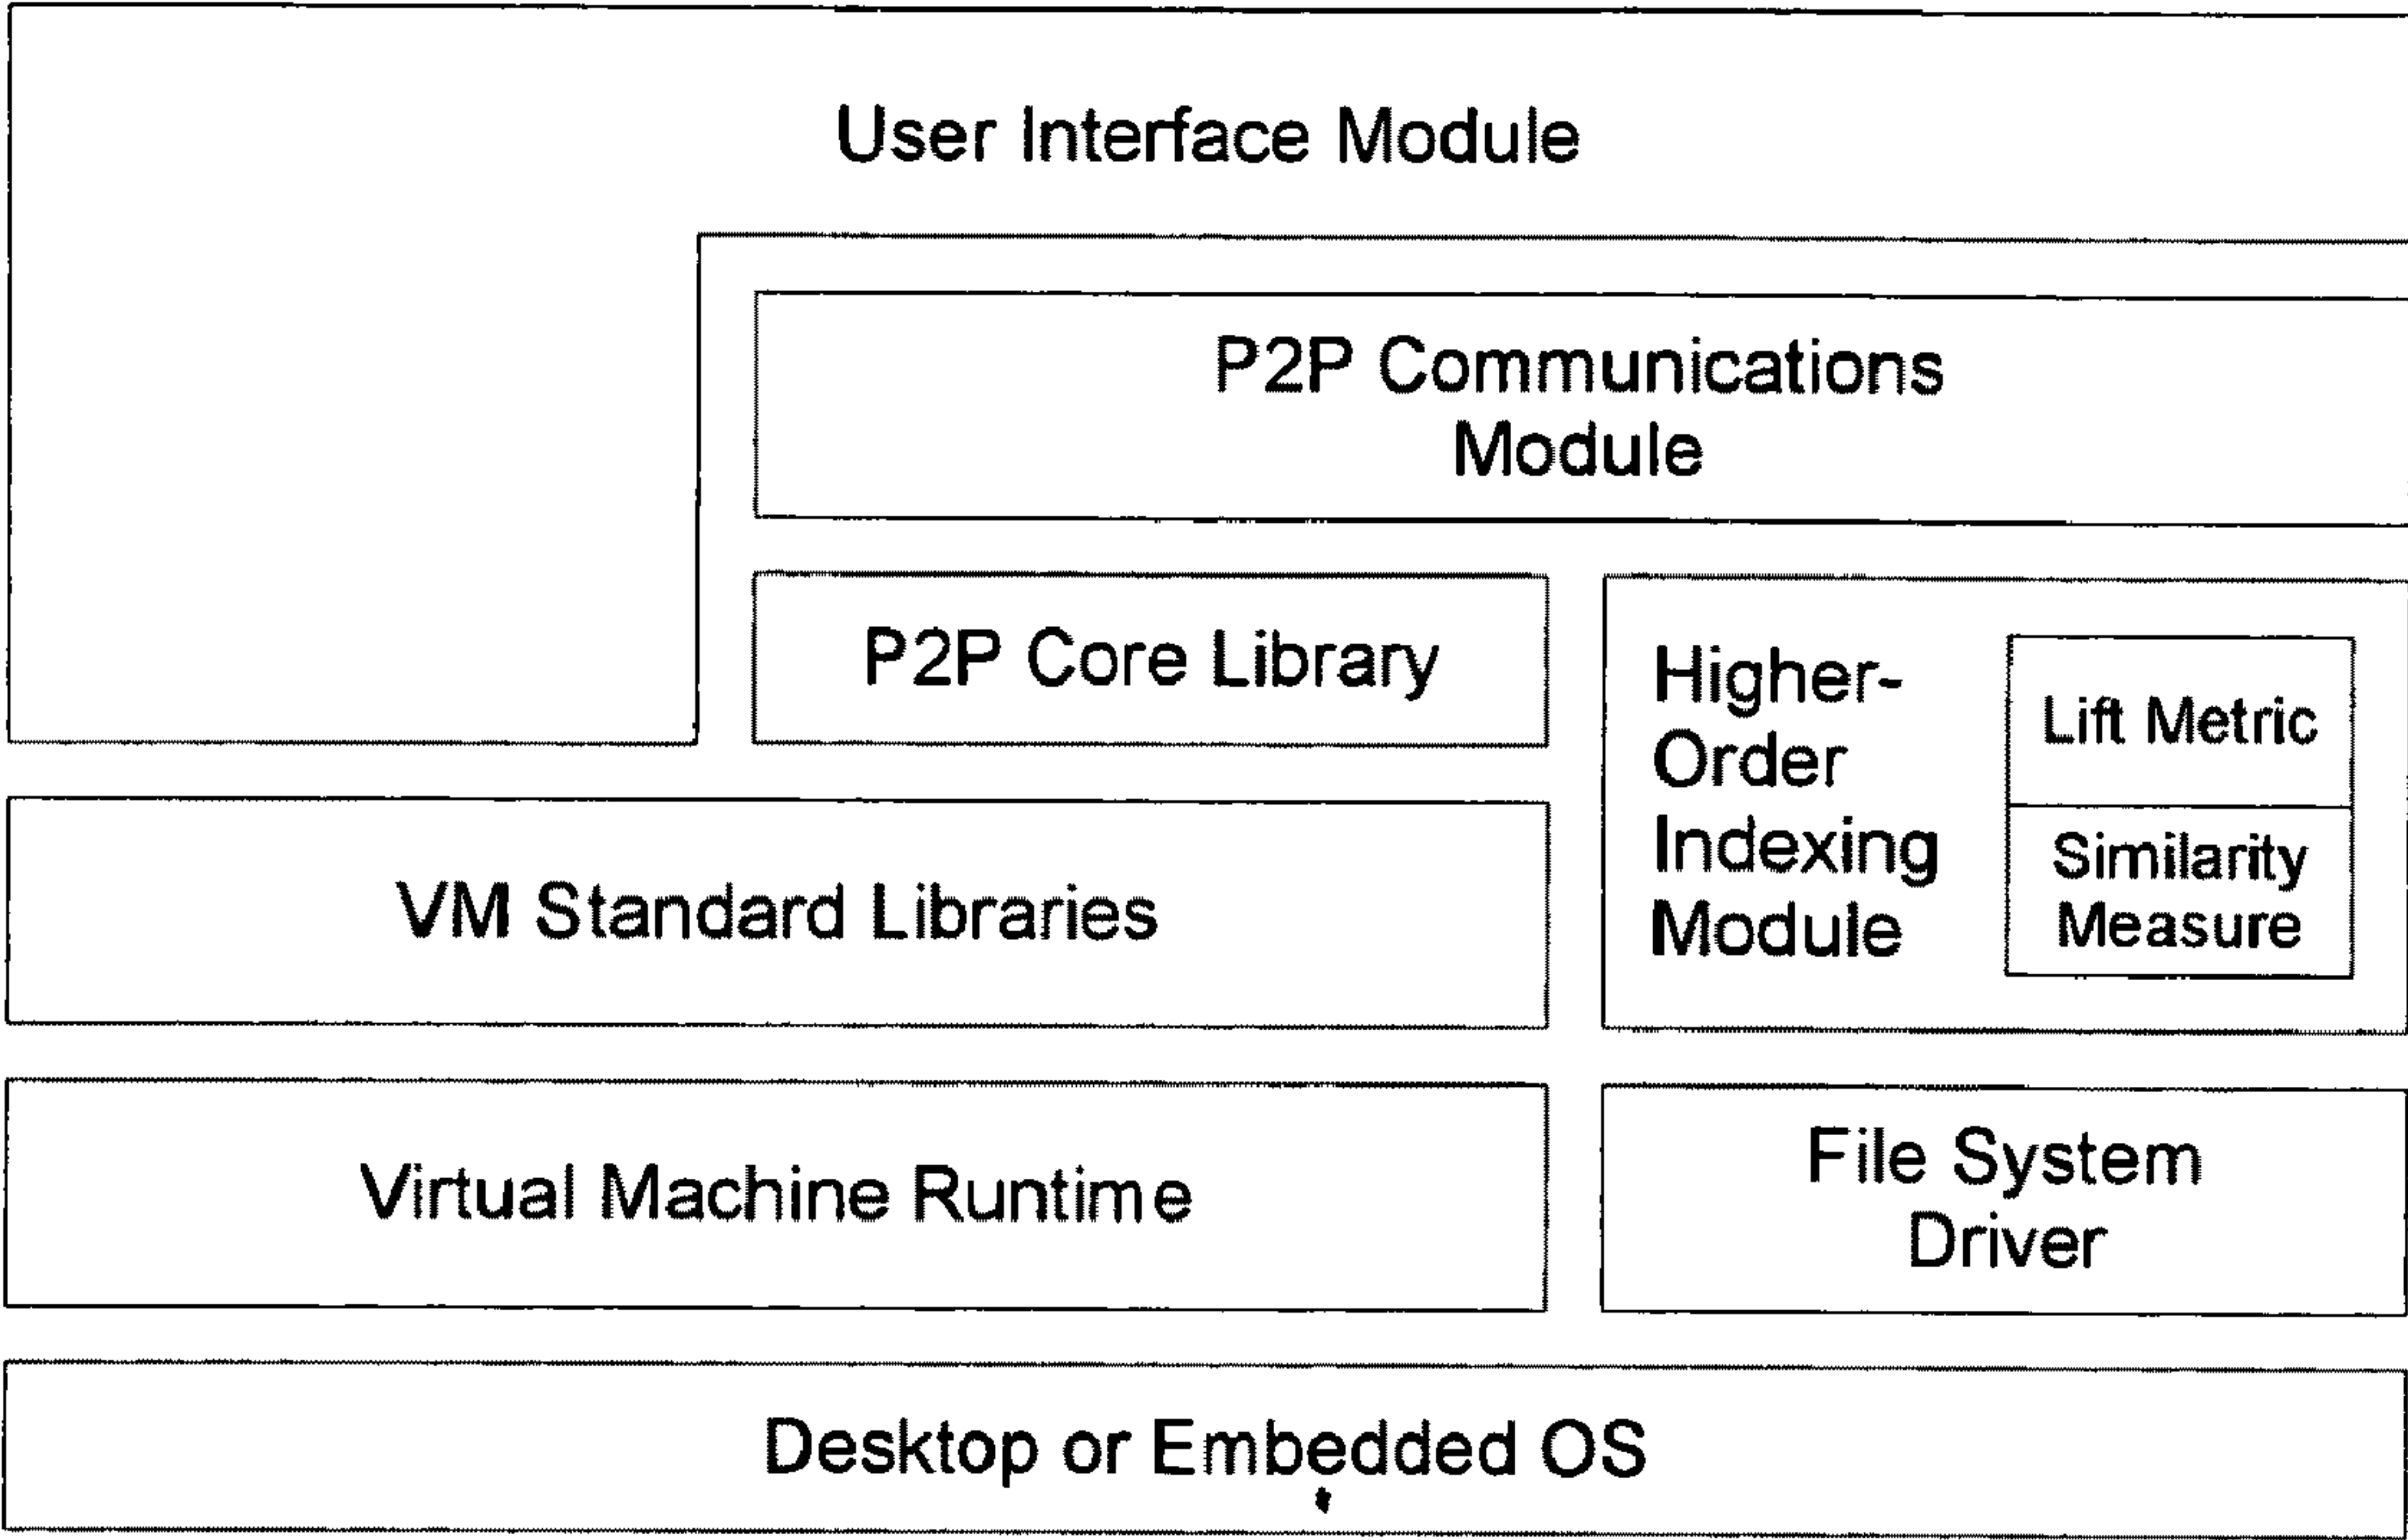 User Interface Module
P2P Communications
Module
P2P Core Library
Higher-
Order
Indexing
Module
Lift Metric
Similarity
Measure
VM Standard Libraries
Virtual Machine Runtime
File System
Driver
Desktop or Embedded OS